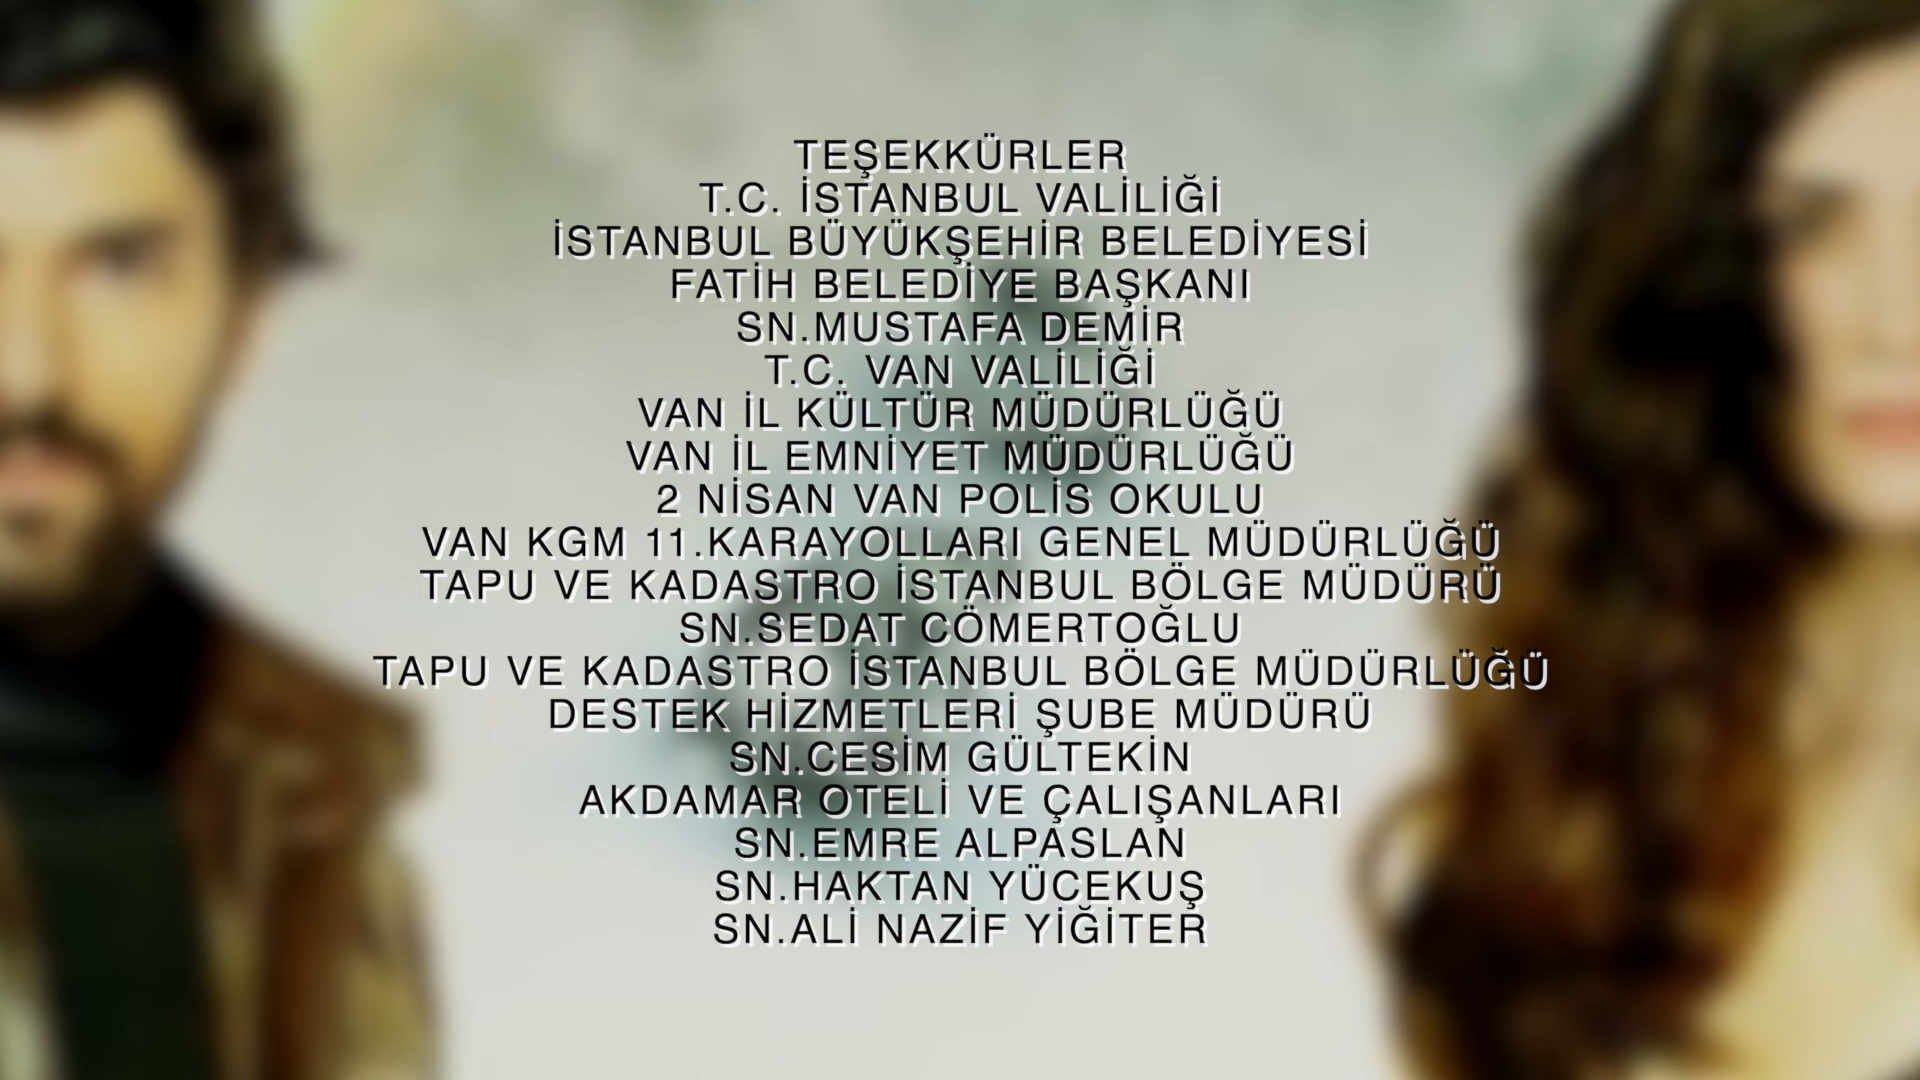 TEŞEKKÜRLER
T.C. İSTANBUL VALİLİĞİ
İSTANBUL BÜYÜKŞEHİR BELEDİYESİ
FATİH BELEDİYE BAŞKANI
SN.MUSTAFA DEMİR
T.C. VAN VALİLİĞİ
VAN İL KÜLTÜR MÜDÜRLÜĞÜ
VAN İL EMNİYET MÜDÜRLÜĞÜ
2 NİSAN VAN POLİS OKULU
VAN KGM 11.KARAYOLLARI GENEL MÜDÜRLÜĞÜ
TAPU VE KADASTRO İSTANBUL BÖLGE MÜDÜRÜ
SN.SEDAT CÖMERTOĞLU
TAPU VE KADASTRO İSTANBUL BÖLGE MÜDÜRLÜĞÜ
DESTEK HİZMETLERİ ŞUBE MÜDÜRÜ
SN.CESİM GÜLTEKİN
AKDAMAR OTELİ VE ÇALIŞANLARI
SN.EMRE ALPASLAN
SN.HAKTAN YÜCEKUŞ
SN.ALİ NAZİF YİĞİTER